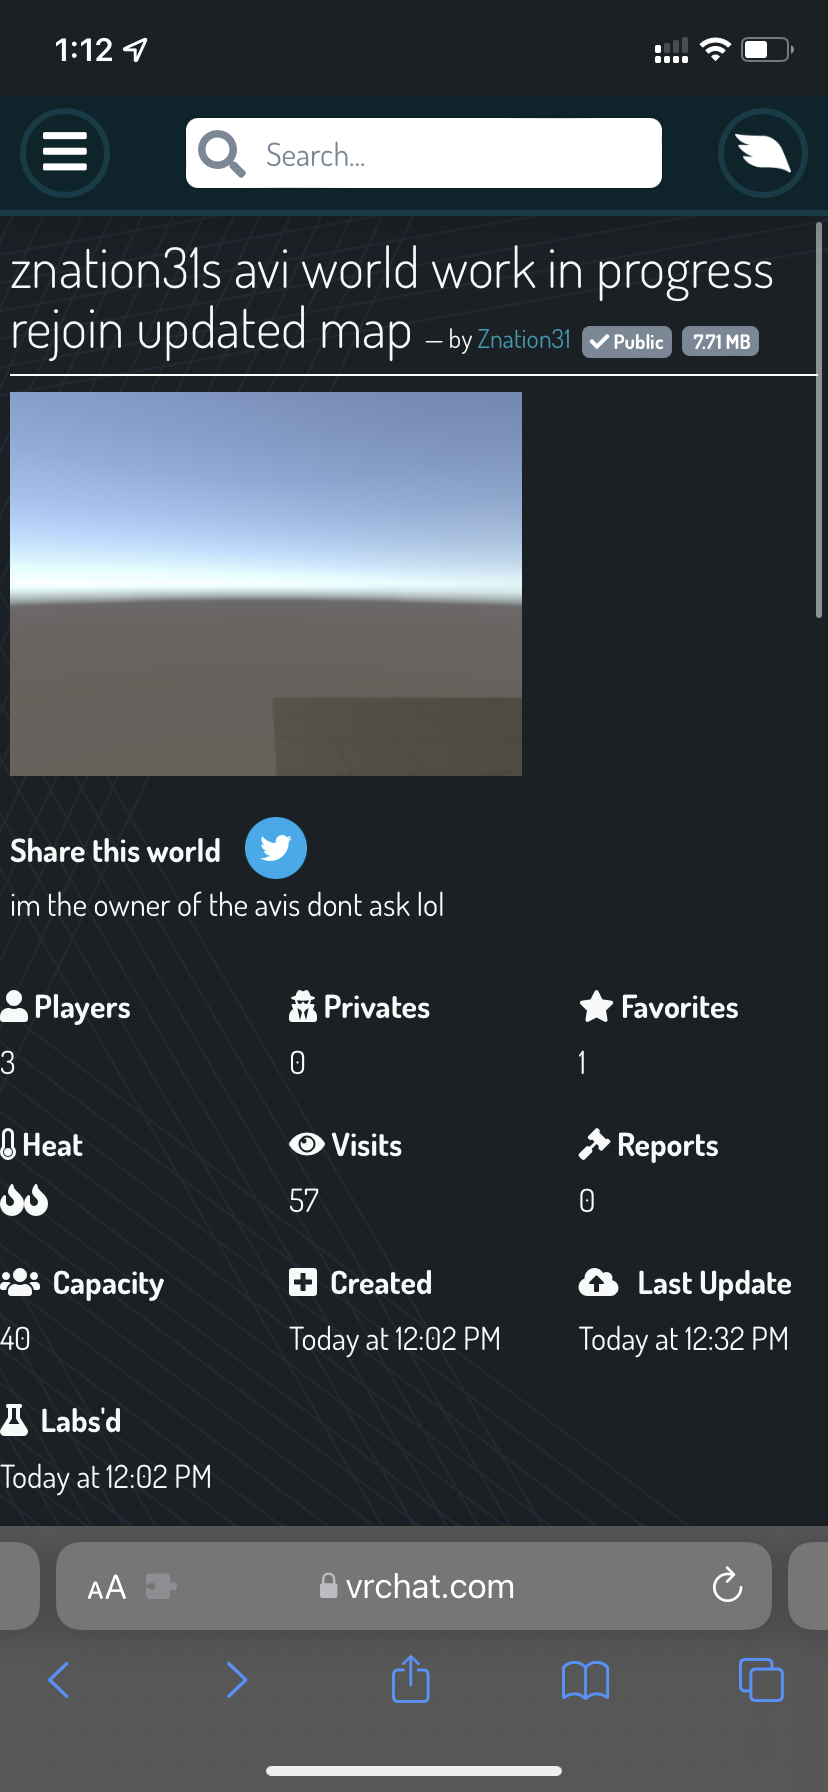 1:12
Search...
znation31s avi world work in progress
rejoin updated map — by Znation31 Public 7.71 MB
Share this world
im the owner of the avis dont ask lol
Players Privates Favorites
3 0 1
Heat Visits Reports
57 0
Capacity Created Last Update
40 Today at 12:02 PM Today at 12:32 PM
Labs'd
Today at 12:02 PM
AA vrchat.com